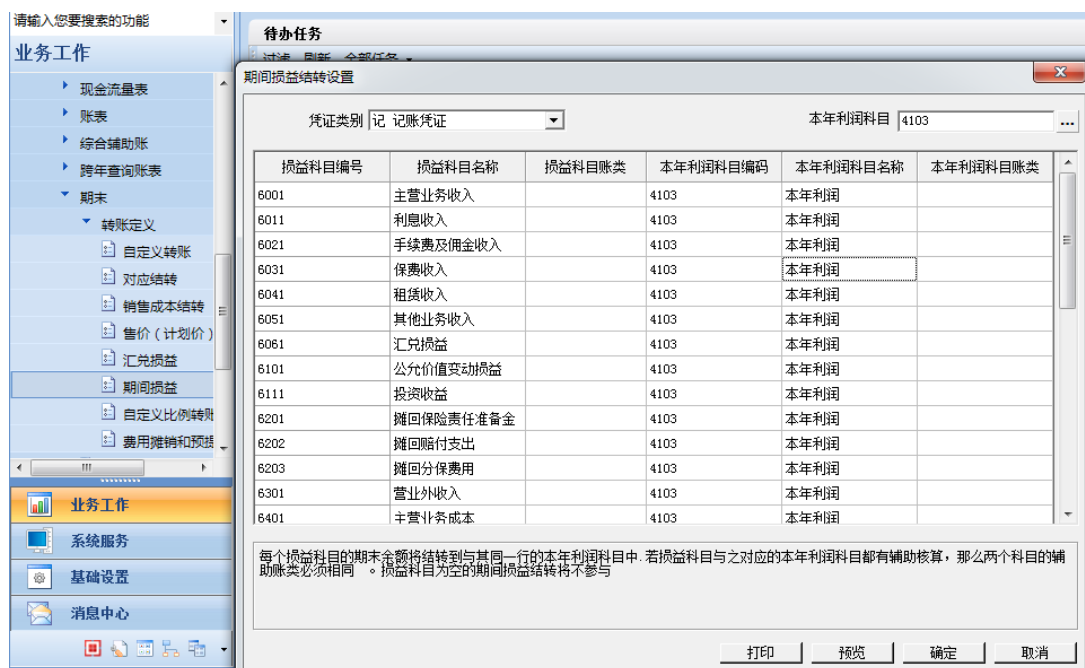 请输入您要搜索的功能
业务工作
现金流量表
账表
综合辅助账
跨年查询账表
期末
转账定义
自定义转账
对应结转
销售成本结转
售价（计划价）
汇兑损益
期间损益
自定义比例转账
费用摊销和预提
业务工作
系统服务
基础设置
消息中心
待办任务
过滤 刷新 全部任务
期间损益结转设置
凭证类别 记 记账凭证 本年利润科目 4103 ...
损益科目编号 损益科目名称 损益科目账类 本年利润科目编码 本年利润科目名称 本年利润科目账类
6001 主营业务收入 4103 本年利润
6011 利息收入 4103 本年利润
6021 手续费及佣金收入 4103 本年利润
6031 保费收入 4103 本年利润
6041 租赁收入 4103 本年利润
6051 其他业务收入 4103 本年利润
6061 汇兑损益 4103 本年利润
6101 公允价值变动损益 4103 本年利润
6111 投资收益 4103 本年利润
6201 摊回保险责任准备金 4103 本年利润
6202 摊回赔付支出 4103 本年利润
6203 摊回分保费用 4103 本年利润
6301 营业外收入 4103 本年利润
6401 主营业务成本 4103 本年利润
每个损益科目的期末余额将结转到与其同一行的本年利润科目中.若损益科目与之对应的本年利润科目都有辅助核算，那么两个科目的辅
助账类必须相同 。损益科目为空的期间损益结转将不参与
打印 预览 确定 取消